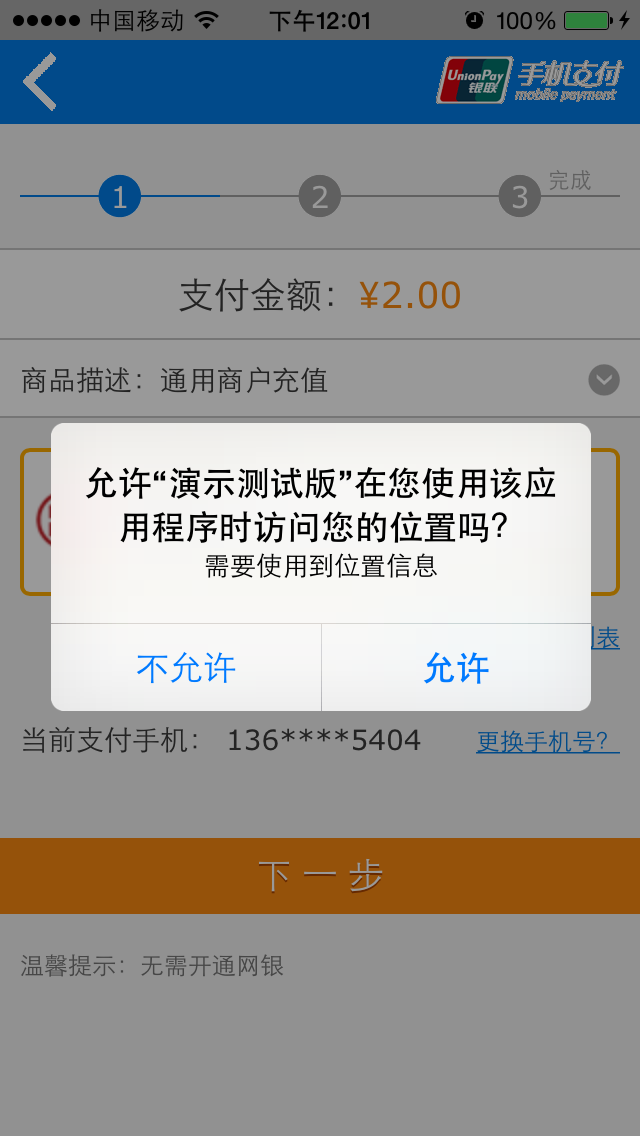 中国移动 下午12:01 100%
UnionPay 银联 手机支付
mobile payment
完成
1 2 3
支付金额： ¥2.00
商品描述： 通用商户充值
允许“演示测试版”在您使用该应
用程序时访问您的位置吗？
需要使用到位置信息
表
不允许 允许
当前支付手机： 136****5404 更换手机号？
下一步
温馨提示： 无需开通网银